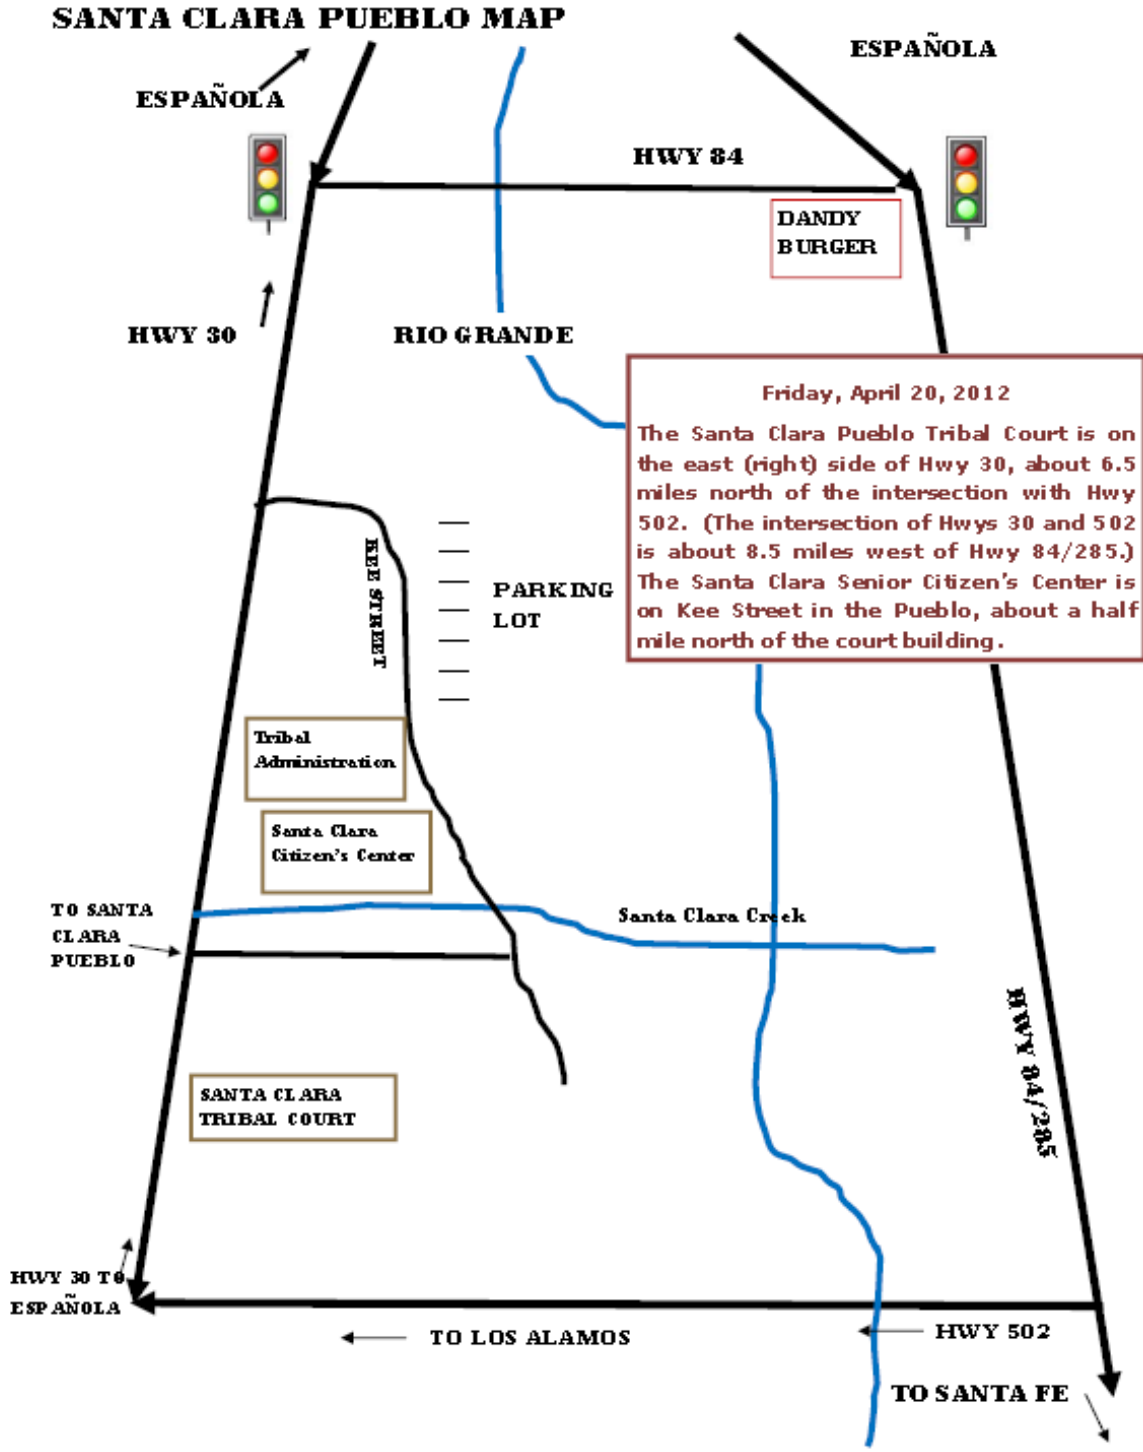 SANTA CLARA PUEBLO MAP
ESPAÑOLA
ESPAÑOLA
HWY 84
DANDY
BURGER
HWY 30
RIO GRANDE
Friday, April 20, 2012
The Santa Clara Pueblo Tribal Court is on
the east (right) side of Hwy 30, about 6.5
miles north of the intersection with Hwy
502. (The intersection of Hwys 30 and 502
is about 8.5 miles west of Hwy 84/285.)
The Santa Clara Senior Citizen's Center is
on Kee Street in the Pueblo, about a half
mile north of the court building.
KEE STREET
PARKING
LOT
Tribal
Administration
Santa Clara
Citizen's Center
TO SANTA
CLARA
PUEBLO
Santa Clara Creek
HWY 84/285
SANTA CLARA
TRIBAL COURT
HWY 30 TO
ESPAÑOLA
TO LOS ALAMOS
HWY 502
TO SANTA FE